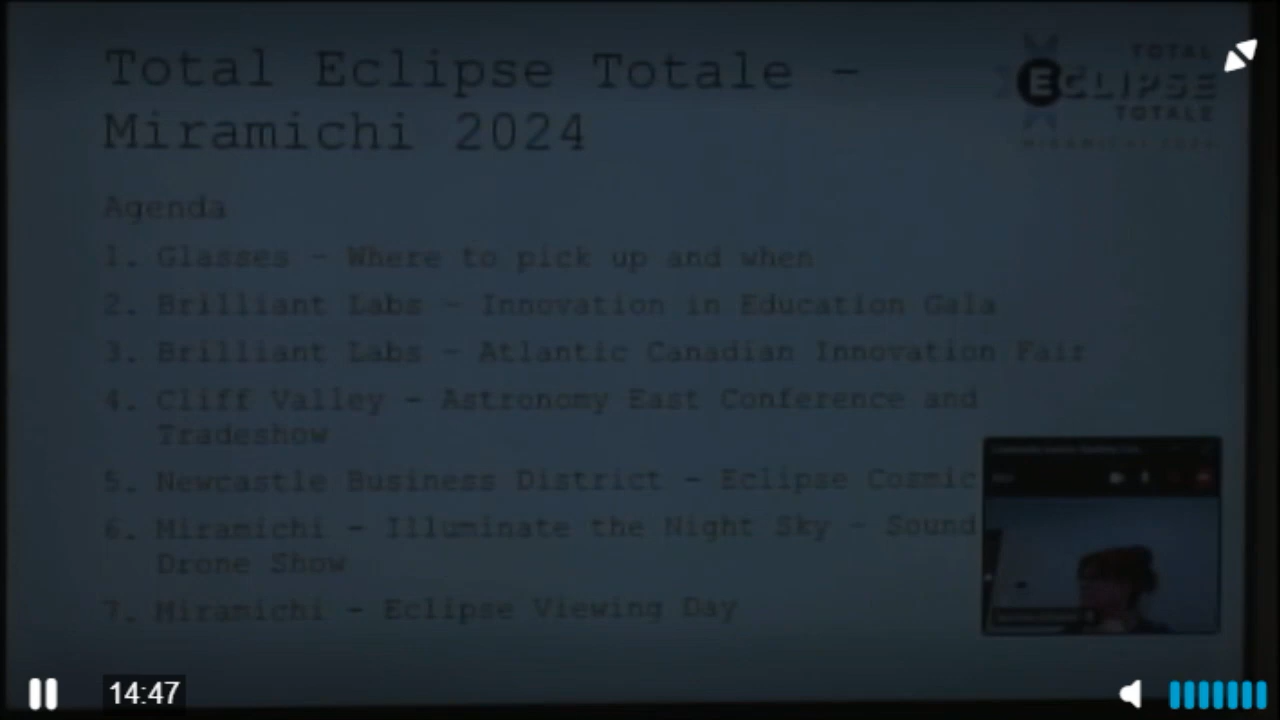 Total Eclipse Totale -
Miramichi 2024
TOTAL
ECLIPSE
TOTALE
MIRAMICHI 2024
Agenda
1. Glasses - Where to pick up and when
2. Brilliant Labs - Innovation in Education Gala
3. Brilliant Labs - Atlantic Canadian Innovation Fair
4. Cliff Valley - Astronomy East Conference and
Tradeshow
5. Newcastle Business District - Eclipse Cozmic
6. Miramichi - Illuminate the Night Sky - Sound
Drone Show
7. Miramichi - Eclipse Viewing Day
14:47